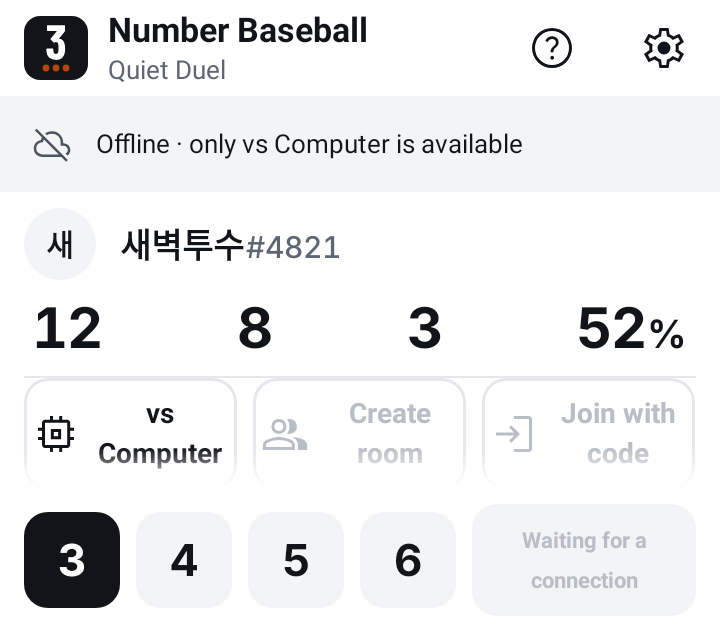 3
Number Baseball
Quiet Duel
Offline · only vs Computer is available
새
새벽투수#4821
12 8 3 52%
vs
Computer
Create
room
Join with
code
3 4 5 6
Waiting for a
connection